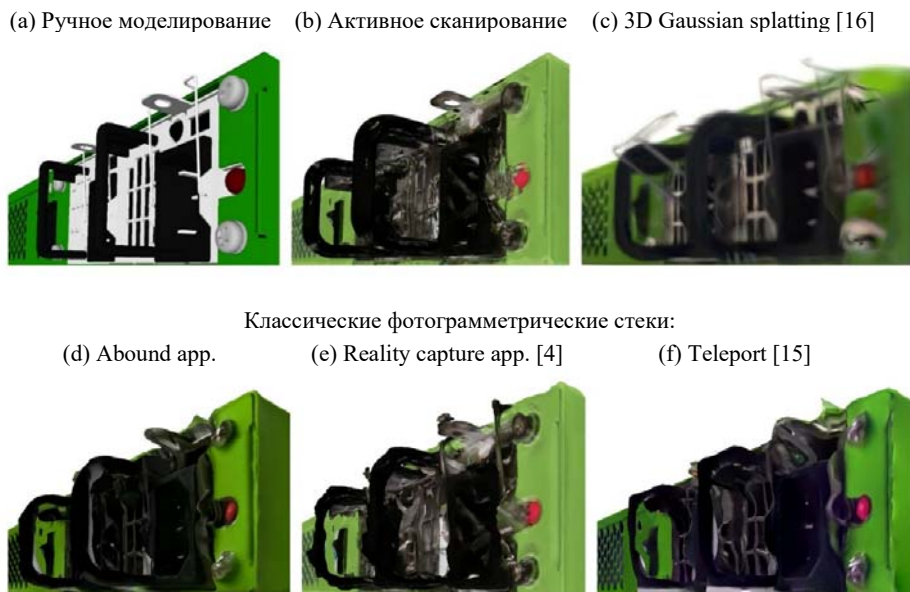 (a) Ручное моделирование (b) Активное сканирование (c) 3D Gaussian splatting [16]
Классические фотограмметрические стеки:
(d) Abound app. (e) Reality capture app. [4] (f) Teleport [15]